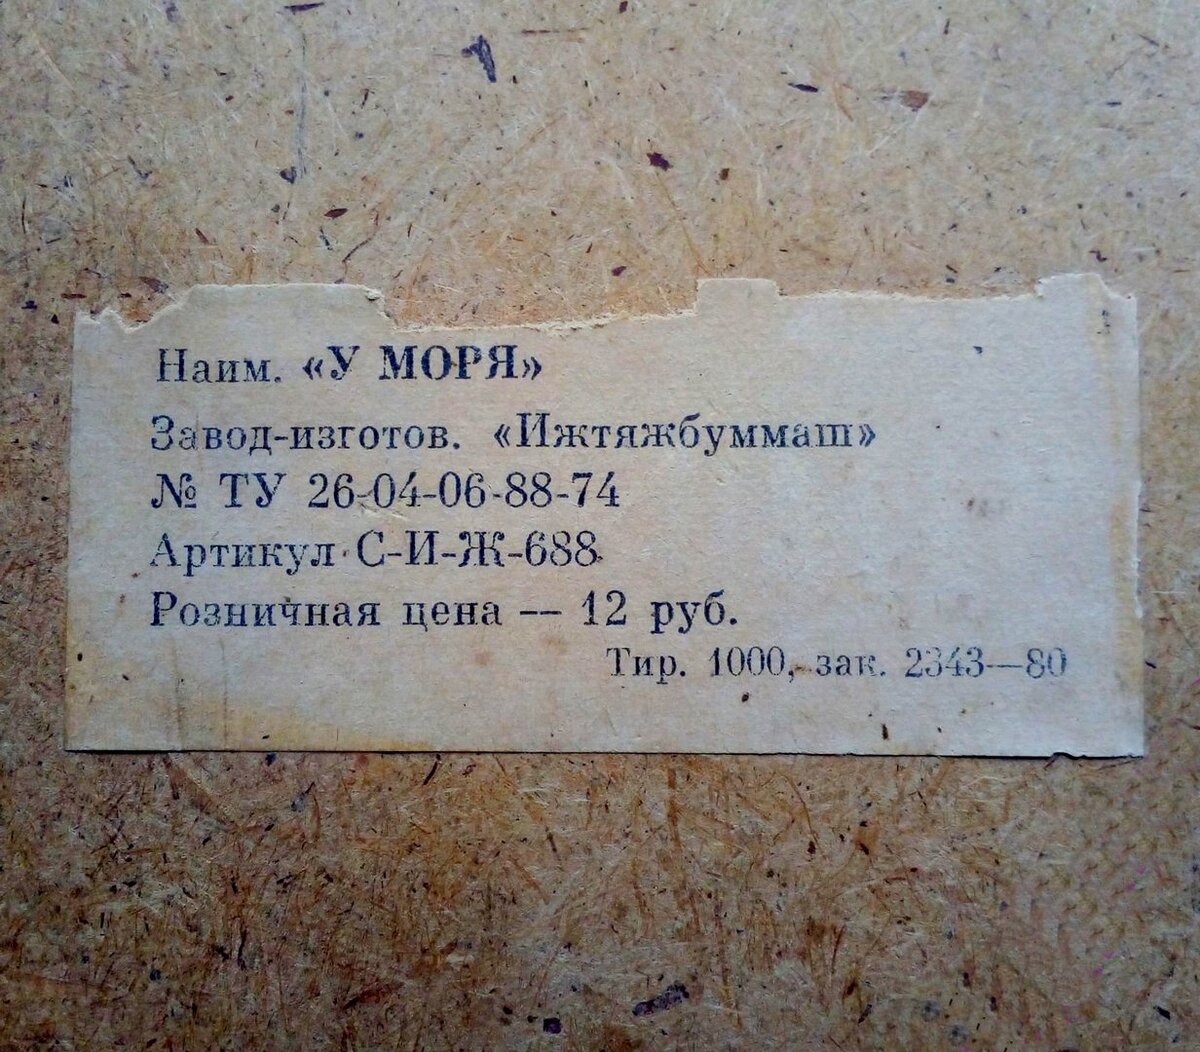 Наим. «У МОРЯ»
Завод-изготов. «Ижтяжбуммаш»
№ ТУ 26-04-06-88-74
Артикул С-И-Ж-688
Розничная цена — 12 руб.
Тир. 1000, зак. 2343—80